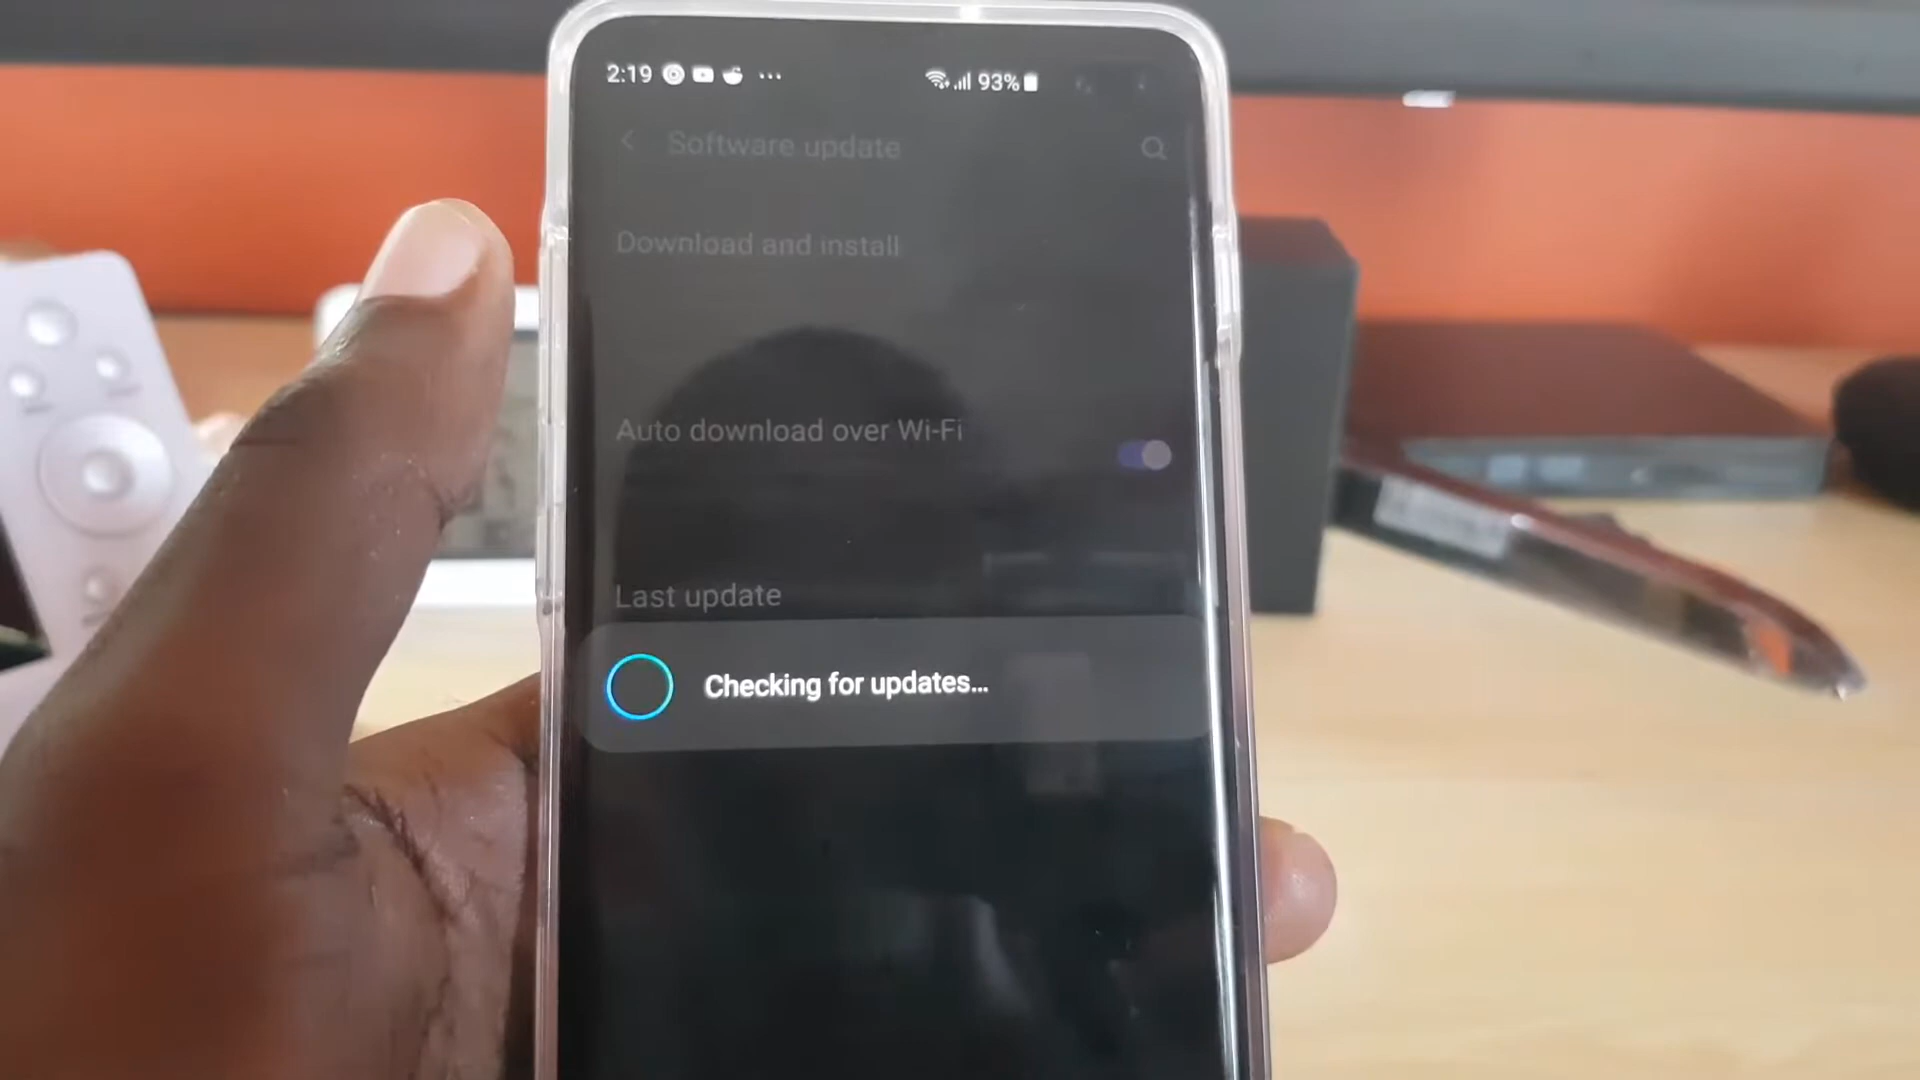 2:19 ... 93%
Software update
Download and install
Auto download over Wi-Fi
Last update
Checking for updates...